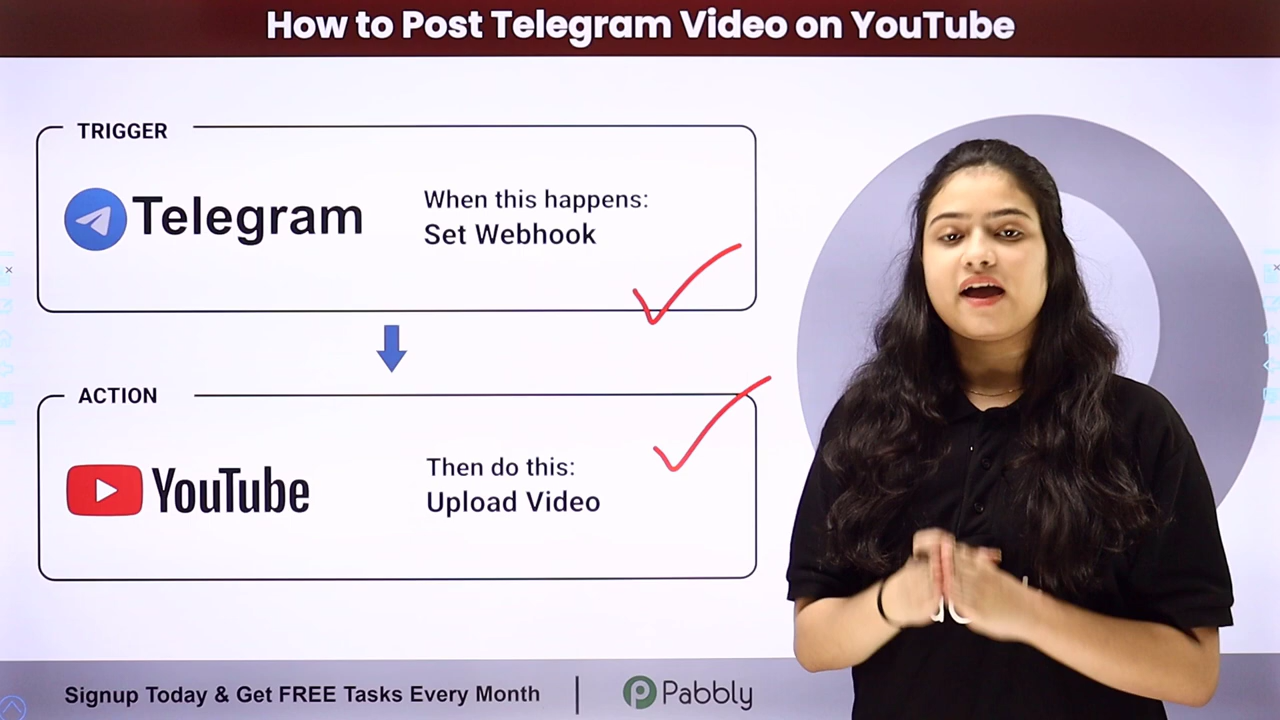 How to Post Telegram Video on YouTube
TRIGGER
Telegram
When this happens:
Set Webhook
ACTION
YouTube
Then do this:
Upload Video
Signup Today & Get FREE Tasks Every Month | Pabbly